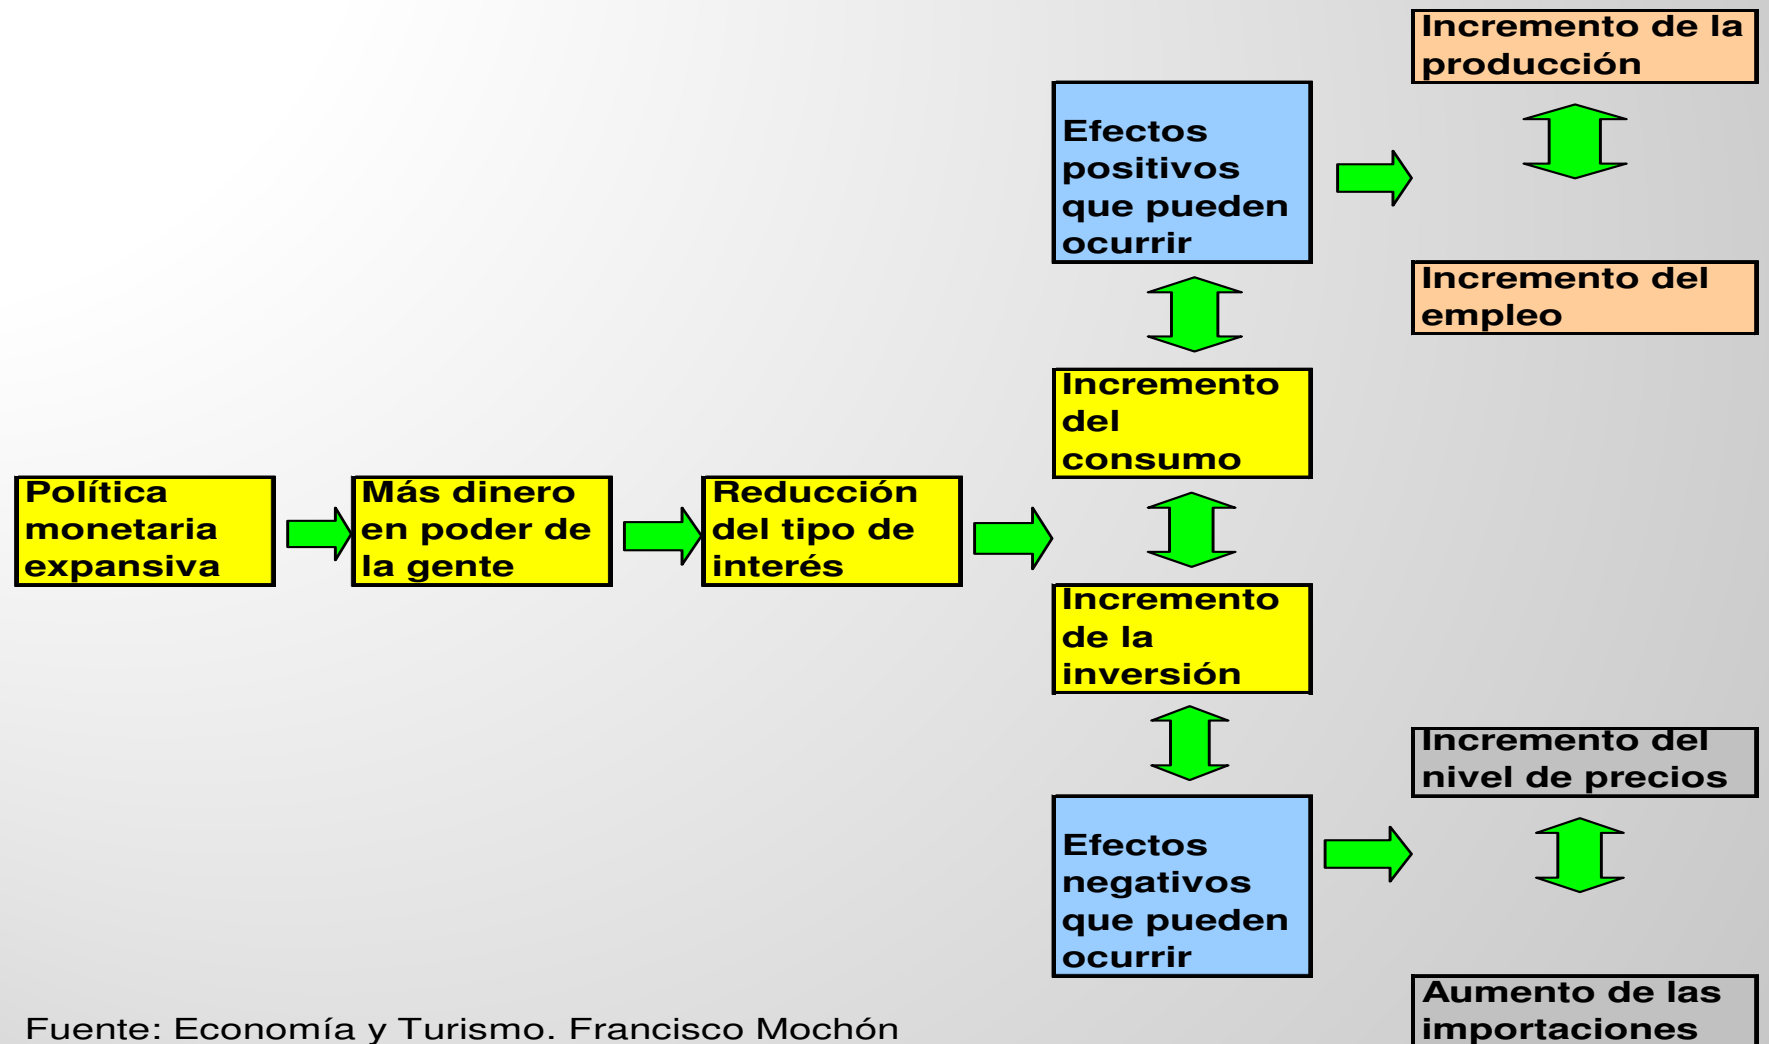 Política
monetaria
expansiva
Más dinero
en poder de
la gente
Reducción
del tipo de
interés
Efectos
positivos
que pueden
ocurrir
Incremento
del
consumo
Incremento
de la
inversión
Efectos
negativos
que pueden
ocurrir
Incremento de la
producción
Incremento del
empleo
Incremento del
nivel de precios
Aumento de las
importaciones
Fuente: Economía y Turismo. Francisco Mochón